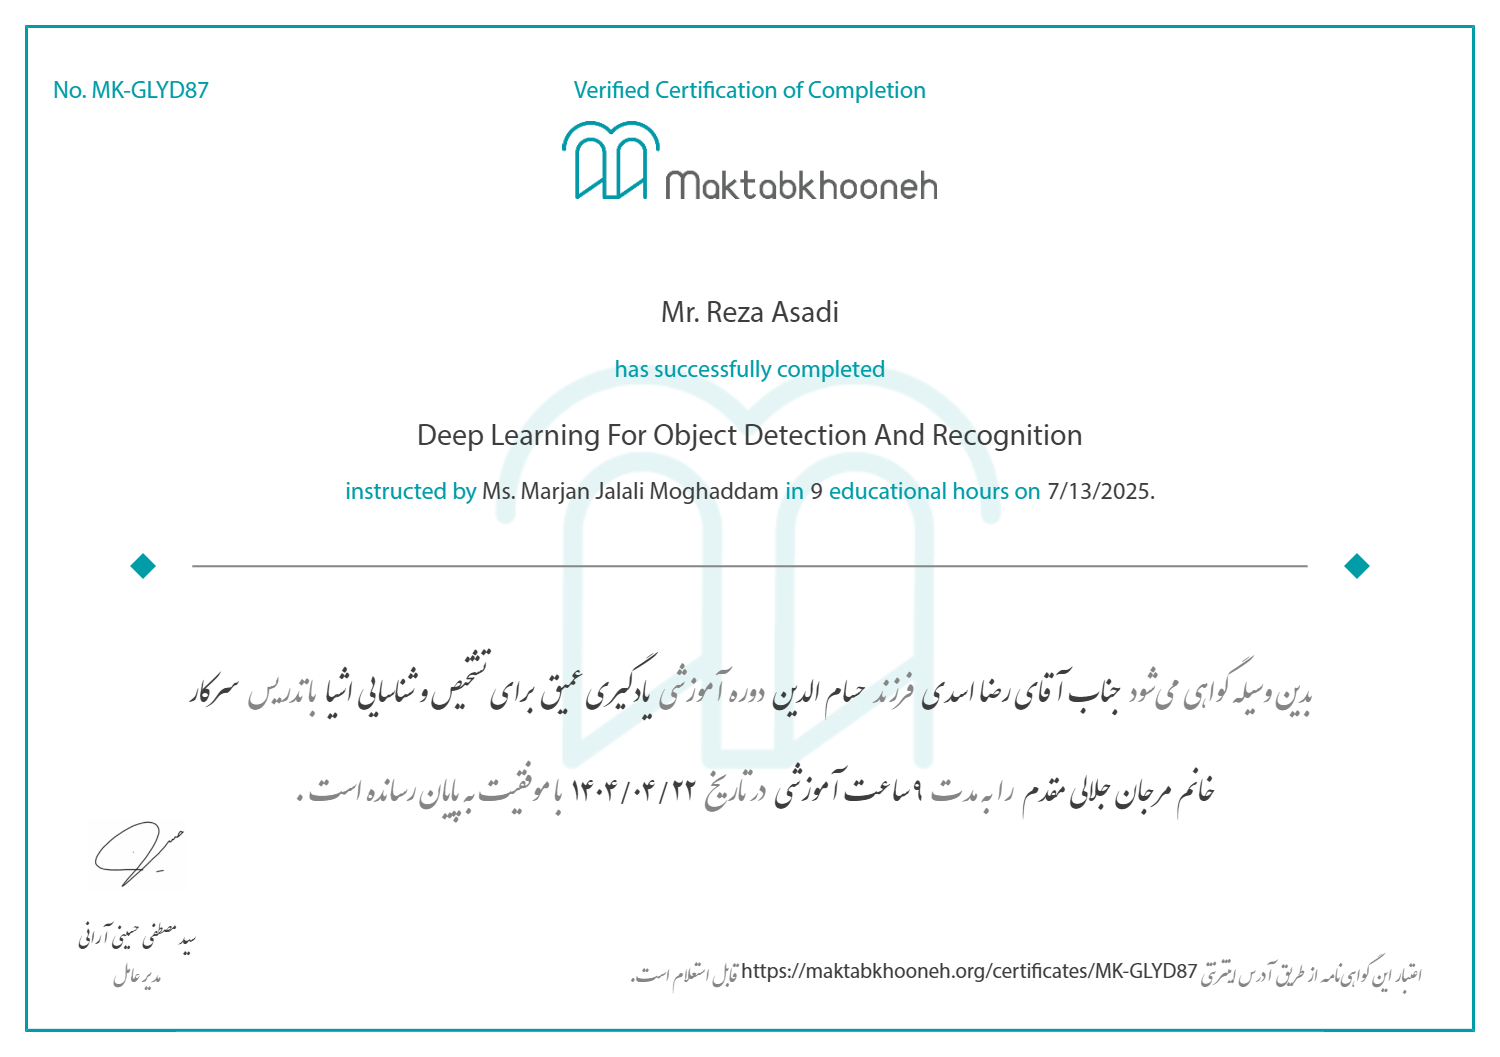 No. MK-GLYD87
Verified Certification of Completion
Maktabkhooneh
Mr. Reza Asadi
has successfully completed
Deep Learning For Object Detection And Recognition
instructed by Ms. Marjan Jalali Moghaddam in 9 educational hours on 7/13/2025.
بدین وسیله گواهی می‌شود جناب آقای رضا اسدی فرزند حسام الدین دوره آموزشی یادگیری عمیق برای تشخیص و شناسایی اشیا با تدریس سرکار
خانم مرجان جلالی مقدم را به مدت ۹ ساعت آموزشی در تاریخ ۱۴۰۴/۰۴/۲۲ با موفقیت به پایان رسانده است .
سید مصطفی حسینی آرانی
مدیر عامل
اعتبار این گواهی‌نامه از طریق آدرس اینترنتی https://maktabkhooneh.org/certificates/MK-GLYD87 قابل استعلام است.